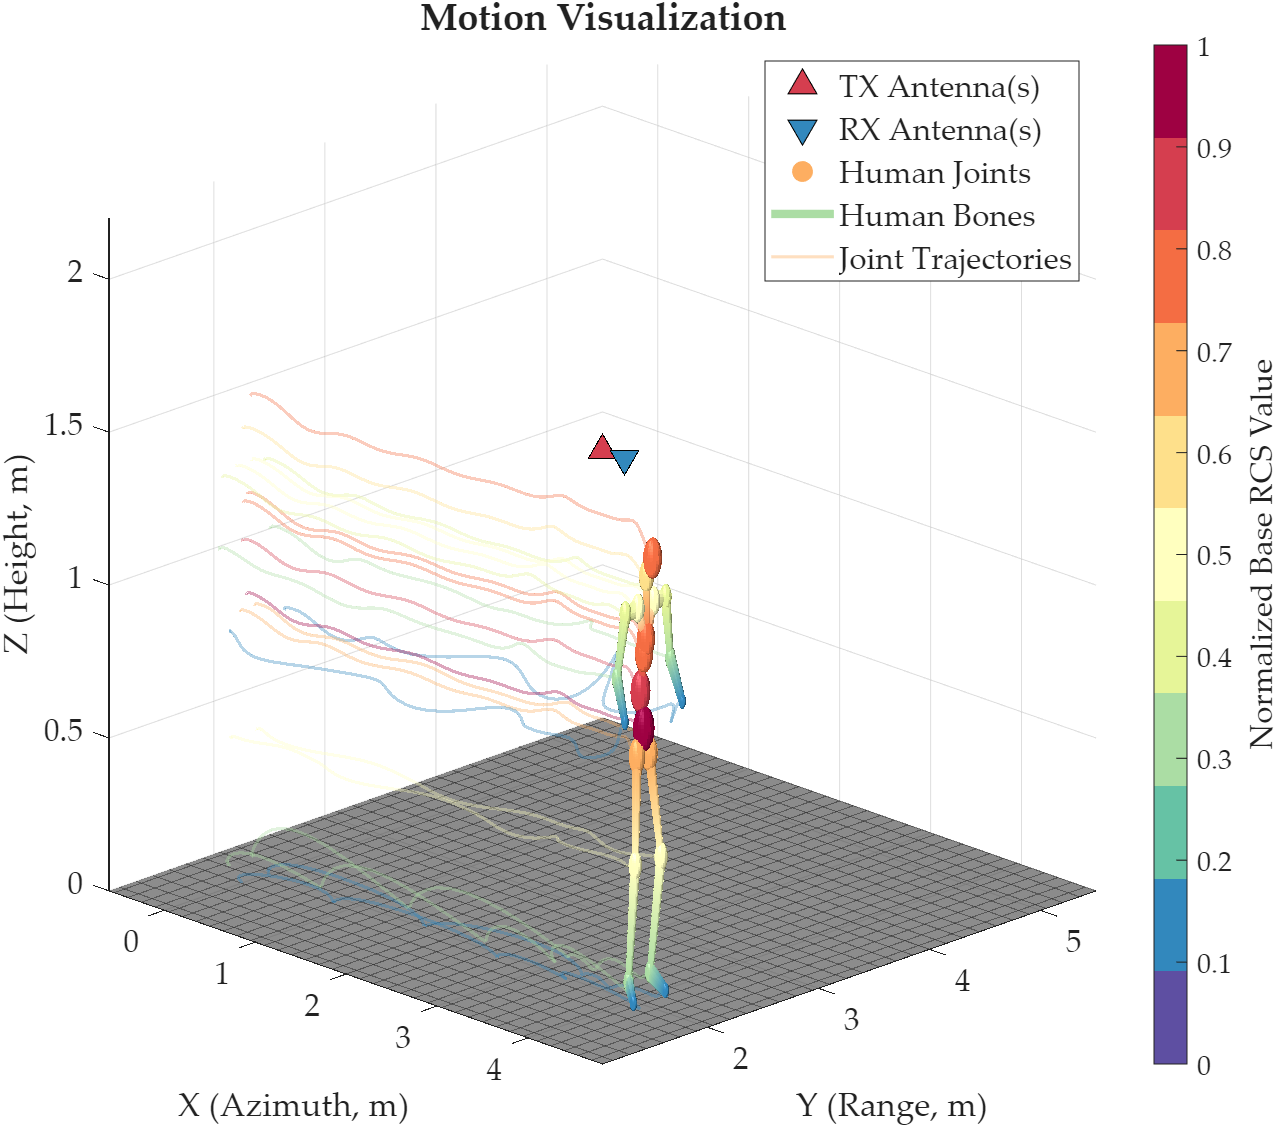 Motion Visualization
TX Antenna(s)
RX Antenna(s)
Human Joints
Human Bones
Joint Trajectories
Z (Height, m)
2
1.5
1
0.5
0
0
1
2
3
4
X (Azimuth, m)
2
3
4
5
Y (Range, m)
1
0.9
0.8
0.7
0.6
0.5
0.4
0.3
0.2
0.1
0
Normalized Base RCS Value